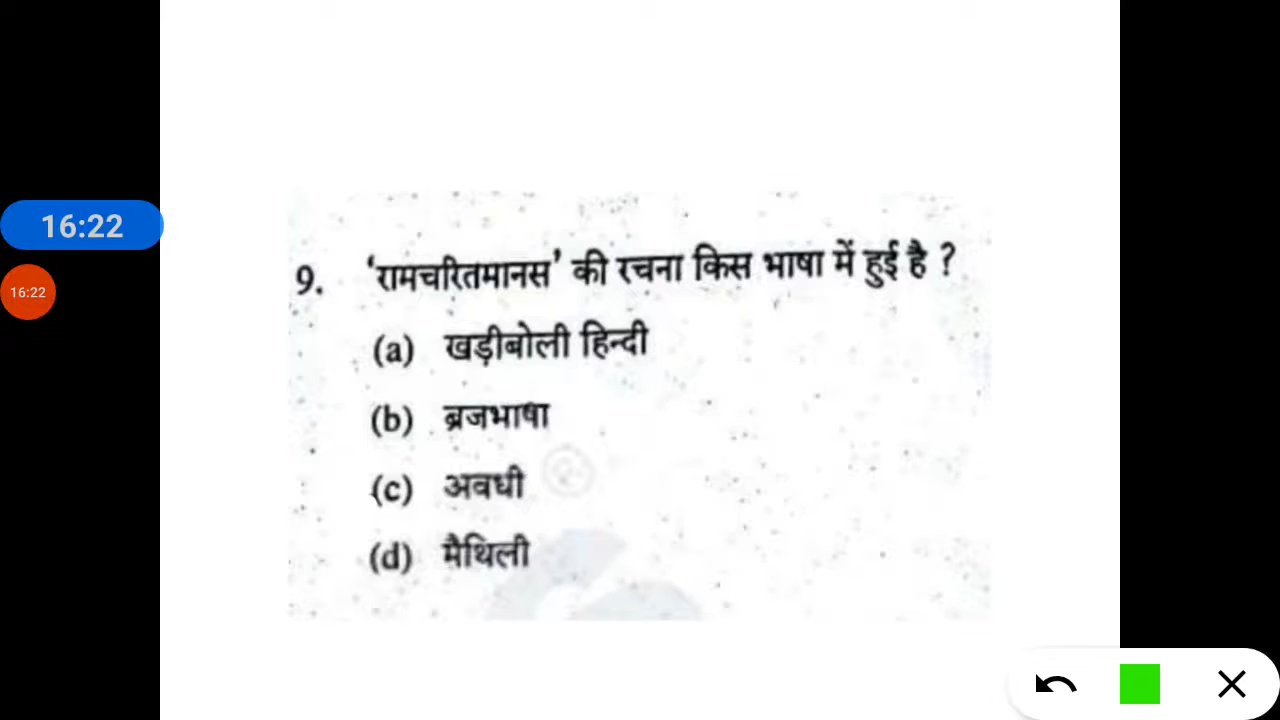 16:22
16:22
9. 'रामचरितमानस' की रचना किस भाषा में हुई है ?
(a) खड़ीबोली हिन्दी
(b) ब्रजभाषा
(c) अवधी
(d) मैथिली